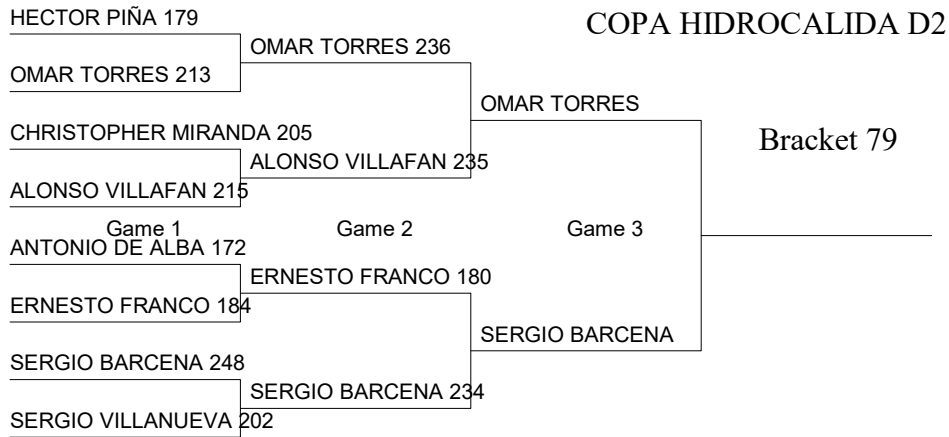 HECTOR PIÑA 179
COPA HIDROCALIDA D2
OMAR TORRES 236
OMAR TORRES 213
OMAR TORRES
CHRISTOPHER MIRANDA 205
Bracket 79
ALONSO VILLAFAN 235
ALONSO VILLAFAN 215
Game 1
Game 2
Game 3
ANTONIO DE ALBA 172
ERNESTO FRANCO 180
ERNESTO FRANCO 184
SERGIO BARCENA
SERGIO BARCENA 248
SERGIO BARCENA 234
SERGIO VILLANUEVA 202